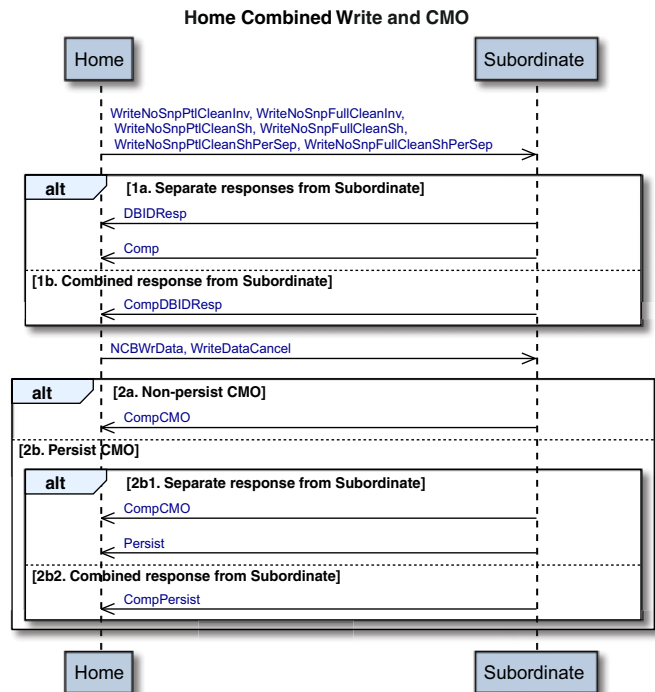 Home Combined Write and CMO
Home
Subordinate
WriteNoSnpPtlCleanInv, WriteNoSnpFullCleanInv,
WriteNoSnpPtlCleanSh, WriteNoSnpFullCleanSh,
WriteNoSnpPtlCleanShPerSep, WriteNoSnpFullCleanShPerSep
alt
[1a. Separate responses from Subordinate]
DBIDResp
Comp
[1b. Combined response from Subordinate]
CompDBIDResp
NCBWrData, WriteDataCancel
alt
[2a. Non-persist CMO]
CompCMO
[2b. Persist CMO]
alt
[2b1. Separate response from Subordinate]
CompCMO
Persist
[2b2. Combined response from Subordinate]
CompPersist
Home
Subordinate